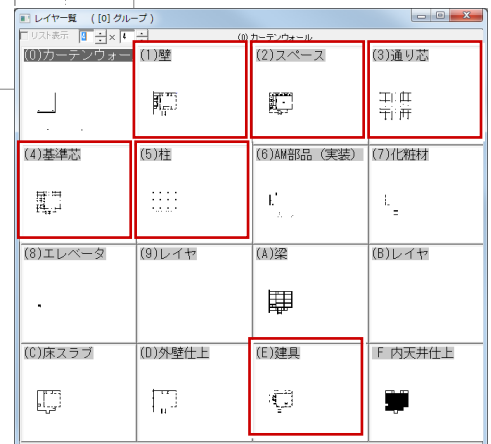 レイヤ一覧　([0] グループ)
リスト表示 × 4 (0)カーテンウォール
(0)カーテンウォー (1)壁 (2)スペース (3)通り芯
(4)基準芯 (5)柱 (6)AM部品 (実装) (7)化粧材
(8)エレベータ (9)レイヤ (A)梁 (B)レイヤ
(C)床スラブ (D)外壁仕上 (E)建具 F 内天井仕上